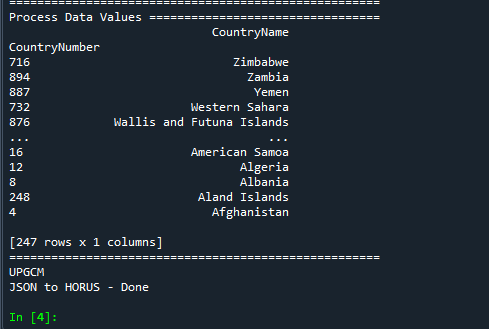 =====================================================
Process Data Values =================================
                             CountryName
CountryNumber
716                             Zimbabwe
894                               Zambia
887                                Yemen
732                       Western Sahara
876            Wallis and Futuna Islands
...                                  ...
16                        American Samoa
12                               Algeria
8                                Albania
248                        Aland Islands
4                            Afghanistan
[247 rows x 1 columns]
=====================================================
UPGCM
JSON to HORUS - Done
In [4]: